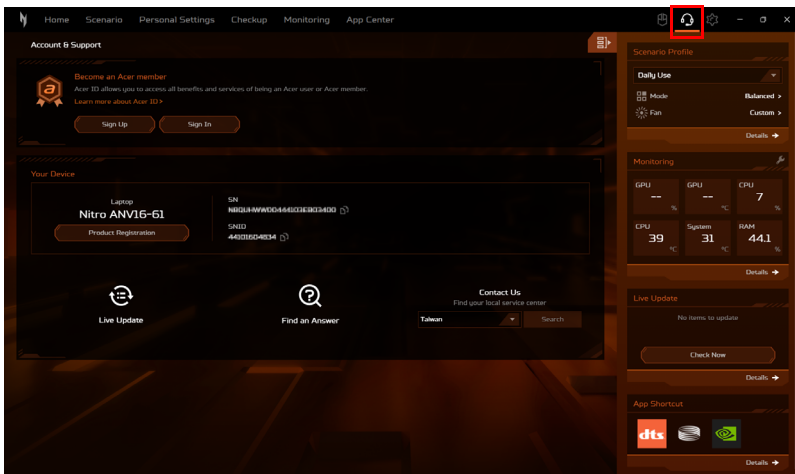 Home Scenario Personal Settings Checkup Monitoring App Center
Account & Support
Become an Acer member
Acer ID allows you to access all benefits and services of being an Acer user or Acer member.
Learn more about Acer ID
Sign Up Sign In
Your Device
Laptop
Nitro ANV16-61
Product Registration
SN
SNID
44101604834
Live Update
Find an Answer
Contact Us
Find your local service center
Taiwan Search
Scenario Profile
Daily Use
Mode Balanced >
Fan Custom >
Details
Monitoring
GPU GPU CPU
-- -- 7
% °C %
CPU System RAM
39 31 44.1
°C °C %
Details
Live Update
No items to update
Check Now
Details
App Shortcut
dts
Details